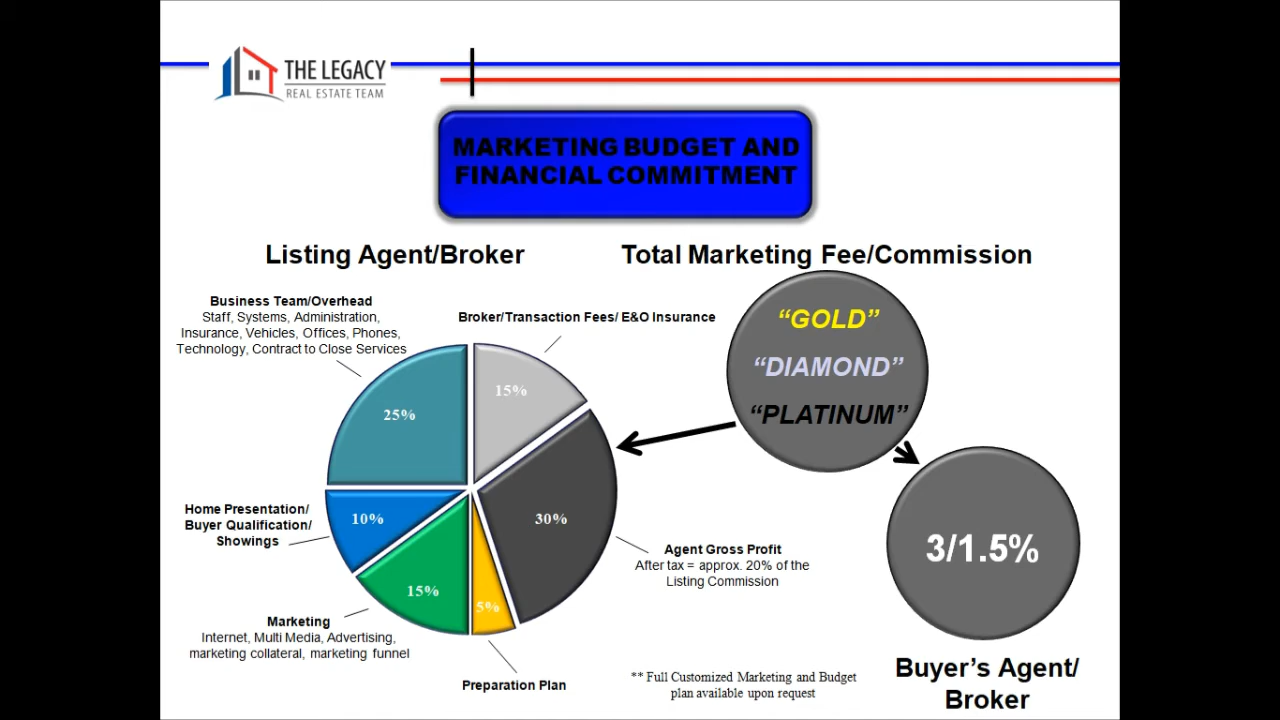 THE LEGACY
REAL ESTATE TEAM
MARKETING BUDGET AND
FINANCIAL COMMITMENT
Listing Agent/Broker
Total Marketing Fee/Commission
Business Team/Overhead
Staff, Systems, Administration,
Insurance, Vehicles, Offices, Phones,
Technology, Contract to Close Services
Broker/Transaction Fees/ E&O Insurance
“GOLD”
“DIAMOND”
“PLATINUM”
15%
25%
30%
10%
15%
5%
Home Presentation/
Buyer Qualification/
Showings
Agent Gross Profit
After tax = approx. 20% of the
Listing Commission
3/1.5%
Marketing
Internet, Multi Media, Advertising,
marketing collateral, marketing funnel
Preparation Plan
** Full Customized Marketing and Budget
plan available upon request
Buyer’s Agent/
Broker